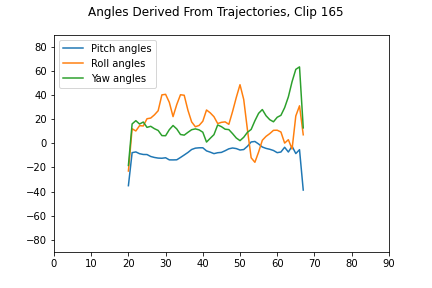 Angles Derived From Trajectories, Clip 165
Pitch angles
Roll angles
Yaw angles
80
60
40
20
0
−20
−40
−60
−80
0 10 20 30 40 50 60 70 80 90